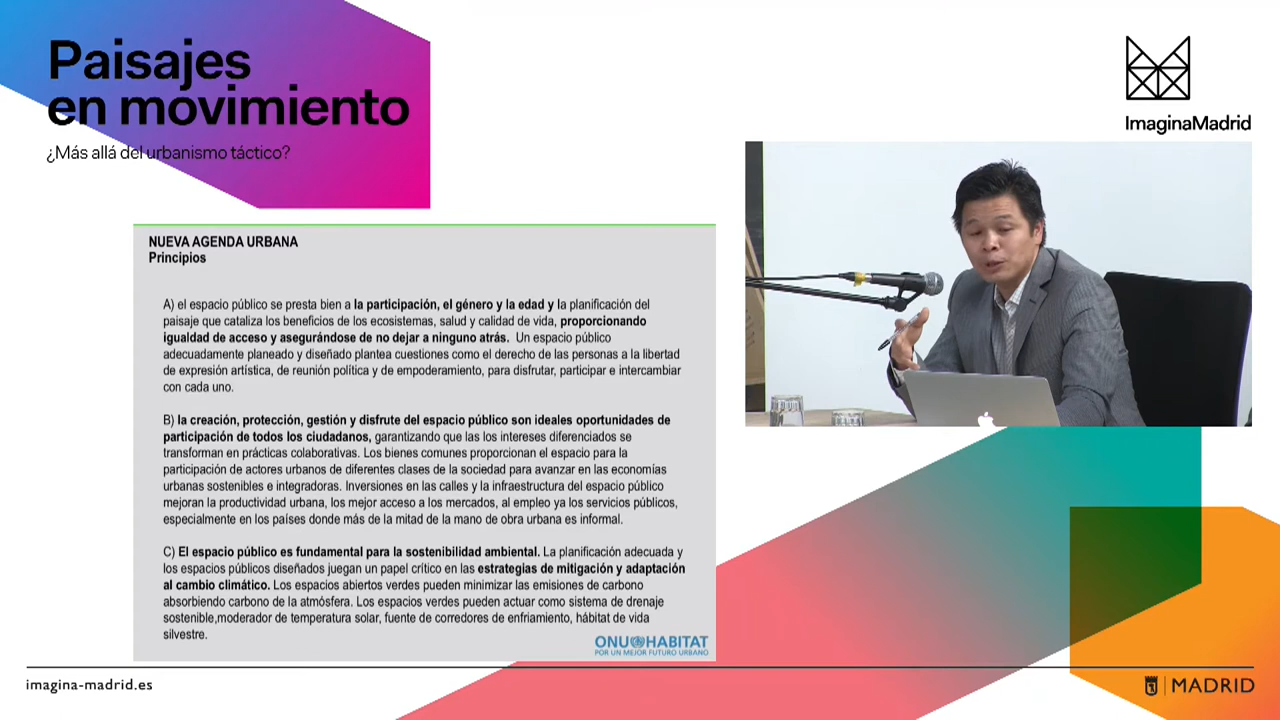 Paisajes
en movimiento
¿Más allá del urbanismo táctico?
ImaginaMadrid
NUEVA AGENDA URBANA
Principios
A) el espacio público se presta bien a la participación, el género y la edad y la planificación del
paisaje que cataliza los beneficios de los ecosistemas, salud y calidad de vida, proporcionando
igualdad de acceso y asegurándose de no dejar a ninguno atrás. Un espacio público
adecuadamente planeado y diseñado plantea cuestiones como el derecho de las personas a la libertad
de expresión artística, de reunión política y de empoderamiento, para disfrutar, participar e intercambiar
con cada uno.
B) la creación, protección, gestión y disfrute del espacio público son ideales oportunidades de
participación de todos los ciudadanos, garantizando que las los intereses diferenciados se
transforman en prácticas colaborativas. Los bienes comunes proporcionan el espacio para la
participación de actores urbanos de diferentes clases de la sociedad para avanzar en las economías
urbanas sostenibles e integradoras. Inversiones en las calles y la infraestructura del espacio público
mejoran la productividad urbana, los mejor acceso a los mercados, al empleo ya los servicios públicos,
especialmente en los países donde más de la mitad de la mano de obra urbana es informal.
C) El espacio público es fundamental para la sostenibilidad ambiental. La planificación adecuada y
los espacios públicos diseñados juegan un papel crítico en las estrategias de mitigación y adaptación
al cambio climático. Los espacios abiertos verdes pueden minimizar las emisiones de carbono
absorbiendo carbono de la atmósfera. Los espacios verdes pueden actuar como sistema de drenaje
sostenible,moderador de temperatura solar, fuente de corredores de enfriamiento, hábitat de vida
silvestre.
ONU HABITAT
POR UN MEJOR FUTURO URBANO
imagina-madrid.es
MADRID